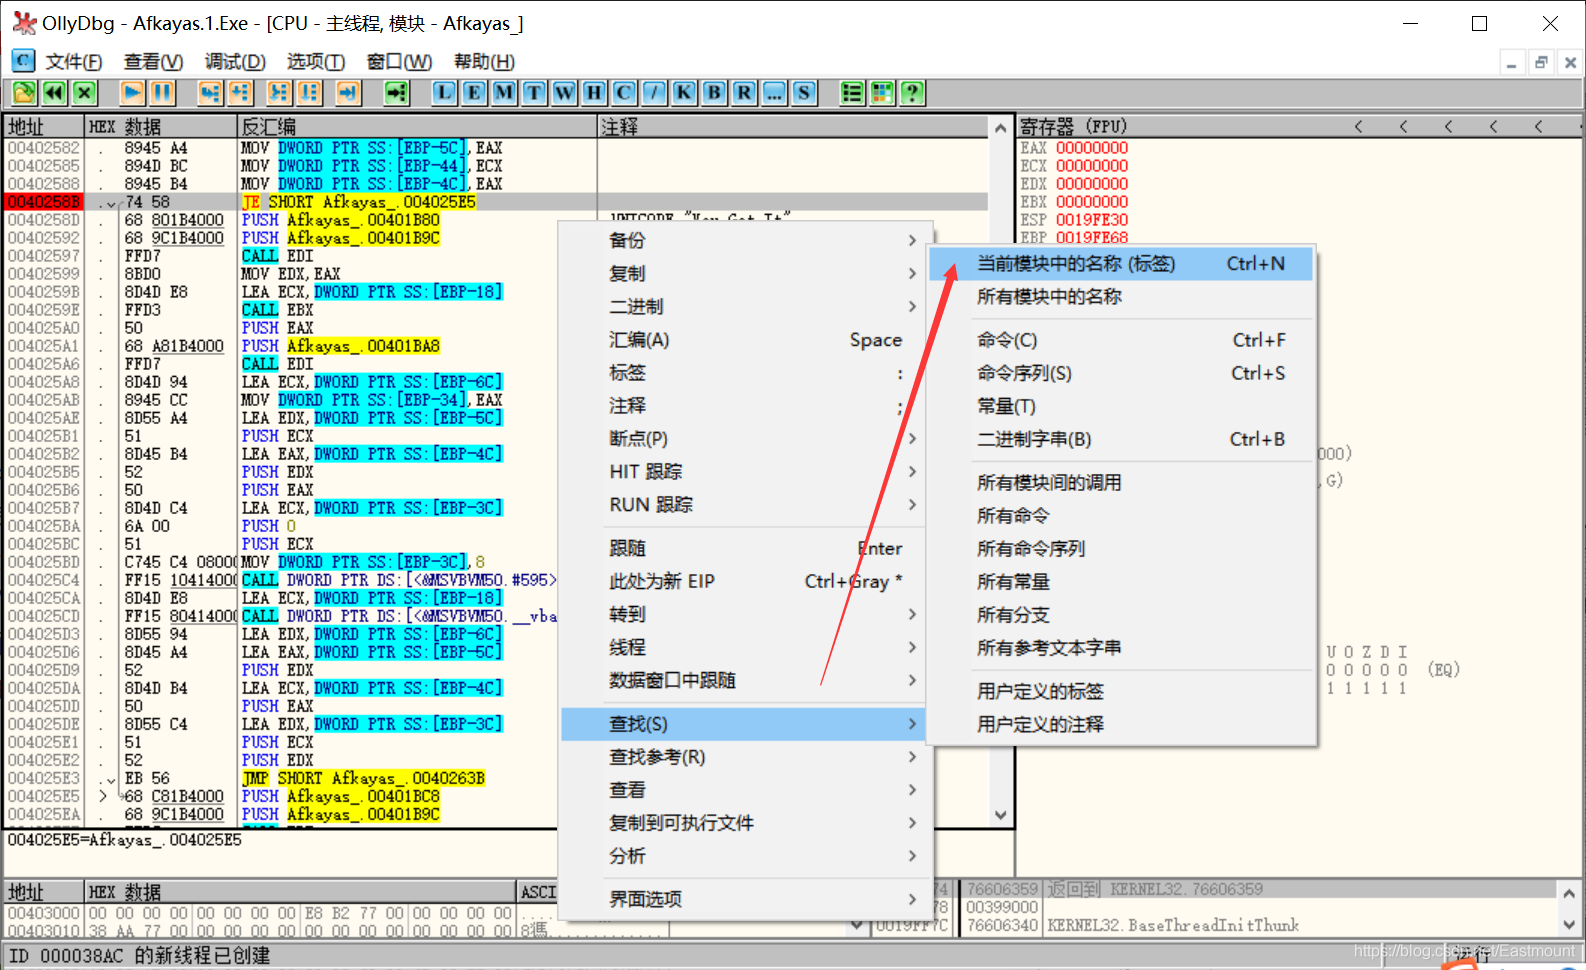 OllyDbg - Afkayas.1.Exe - [CPU - 主线程, 模块 - Afkayas_]
C 文件(F) 查看(V) 调试(D) 选项(T) 窗口(W) 帮助(H)
L E M T W H C / K B R ... S ?
地址 HEX 数据 反汇编 注释 寄存器 (FPU) < < < < <
00402582 . 8945 A4 MOV DWORD PTR SS:[EBP-5C],EAX
00402585 . 894D BC MOV DWORD PTR SS:[EBP-44],ECX
00402588 . 8945 B4 MOV DWORD PTR SS:[EBP-4C],EAX
0040258B . 74 58 JE SHORT Afkayas_.004025E5
0040258D . 68 801B4000 PUSH Afkayas_.00401B80 UNICODE "You Get It"
00402592 . 68 9C1B4000 PUSH Afkayas_.00401B9C
00402597 . FFD7 CALL EDI
00402599 . 8BD0 MOV EDX,EAX
0040259B . 8D4D E8 LEA ECX,DWORD PTR SS:[EBP-18]
0040259E . FFD3 CALL EBX
004025A0 . 50 PUSH EAX
004025A1 . 68 A81B4000 PUSH Afkayas_.00401BA8
004025A6 . FFD7 CALL EDI
004025A8 . 8D4D 94 LEA ECX,DWORD PTR SS:[EBP-6C]
004025AB . 8945 CC MOV DWORD PTR SS:[EBP-34],EAX
004025AE . 8D55 A4 LEA EDX,DWORD PTR SS:[EBP-5C]
004025B1 . 51 PUSH ECX
004025B2 . 8D45 B4 LEA EAX,DWORD PTR SS:[EBP-4C]
004025B5 . 52 PUSH EDX
004025B6 . 50 PUSH EAX
004025B7 . 8D4D C4 LEA ECX,DWORD PTR SS:[EBP-3C]
004025BA . 6A 00 PUSH 0
004025BC . 51 PUSH ECX
004025BD . C745 C4 08000 MOV DWORD PTR SS:[EBP-3C],8
004025C4 . FF15 10414000 CALL DWORD PTR DS:[<&MSVBVM50.#595>
004025CA . 8D4D E8 LEA ECX,DWORD PTR SS:[EBP-18]
004025CD . FF15 80414000 CALL DWORD PTR DS:[<&MSVBVM50.__vba
004025D3 . 8D55 94 LEA EDX,DWORD PTR SS:[EBP-6C]
004025D6 . 8D45 A4 LEA EAX,DWORD PTR SS:[EBP-5C]
004025D9 . 52 PUSH EDX
004025DA . 8D4D B4 LEA ECX,DWORD PTR SS:[EBP-4C]
004025DD . 50 PUSH EAX
004025DE . 8D55 C4 LEA EDX,DWORD PTR SS:[EBP-3C]
004025E1 . 51 PUSH ECX
004025E2 . 52 PUSH EDX
004025E3 . EB 56 JMP SHORT Afkayas_.0040263B
004025E5 > 68 C81B4000 PUSH Afkayas_.00401BC8
004025EA . 68 9C1B4000 PUSH Afkayas_.00401B9C
004025E5=Afkayas_.004025E5
EAX 00000000
ECX 00000000
EDX 00000000
EBX 00000000
ESP 0019FE30
EBP 0019FE68
000)
,G)
U O Z D I
0 0 0 0 0 (EQ)
1 1 1 1 1
备份
复制
二进制
汇编(A) Space
标签 :
注释 ;
断点(P)
HIT 跟踪
RUN 跟踪
跟随 Enter
此处为新 EIP Ctrl+Gray *
转到
线程
数据窗口中跟随
查找(S)
查找参考(R)
查看
复制到可执行文件
分析
界面选项
当前模块中的名称 (标签) Ctrl+N
所有模块中的名称
命令(C) Ctrl+F
命令序列(S) Ctrl+S
常量(T)
二进制字串(B) Ctrl+B
所有模块间的调用
所有命令
所有命令序列
所有常量
所有分支
所有参考文本字串
用户定义的标签
用户定义的注释
地址 HEX 数据 ASCI
00403000 00 00 00 00 00 00 00 00 E8 B2 77 00 00 00 00 00 ....
00403010 38 AA 77 00 00 00 00 00 00 00 00 00 00 00 00 00
74 76606359 返回到 KERNEL32.76606359
78 00399000
0019FF7C 76606340 KERNEL32.BaseThreadInitThunk
ID 000038AC 的新线程已创建
运行
https://blog.csdn.net/Eastmount